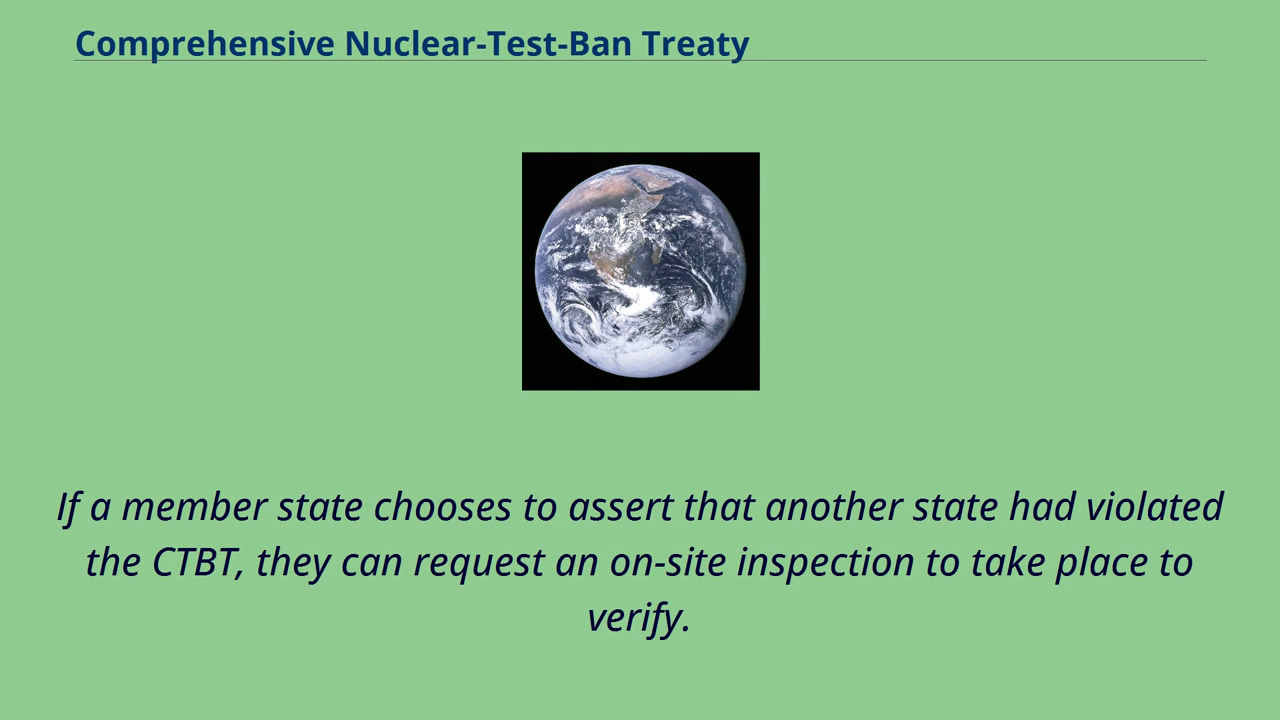 Comprehensive Nuclear-Test-Ban Treaty
If a member state chooses to assert that another state had violated
the CTBT, they can request an on-site inspection to take place to
verify.